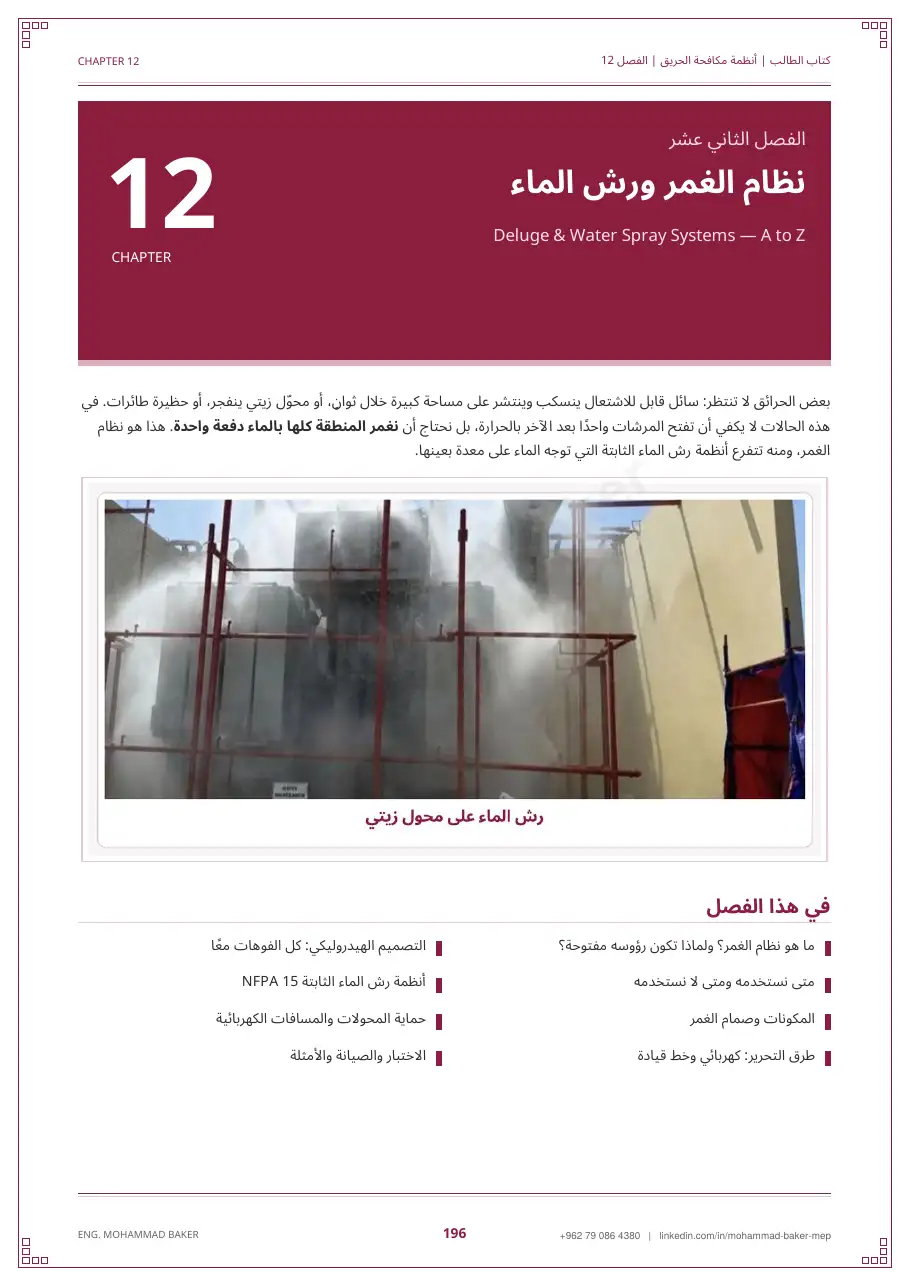 كتاب الطالب | أنظمة مكافحة الحريق | الفصل 12
CHAPTER 12
الفصل الثاني عشر
نظام الغمر ورش الماء
Deluge & Water Spray Systems — A to Z
12
CHAPTER
بعض الحرائق لا تنتظر: سائل قابل للاشتعال ينسكب وينتشر على مساحة كبيرة خلال ثوانٍ، أو محوّل زيتي ينفجر، أو حظيرة طائرات. في
هذه الحالات لا يكفي أن تفتح المرشات واحدًا بعد الآخر بالحرارة، بل نحتاج أن نغمر المنطقة كلها بالماء دفعة واحدة. هذا هو نظام
الغمر، ومنه تتفرع أنظمة رش الماء الثابتة التي توجه الماء على معدة بعينها.
رش الماء على محول زيتي
في هذا الفصل
ما هو نظام الغمر؟ ولماذا تكون رؤوسه مفتوحة؟
متى نستخدمه ومتى لا نستخدمه
المكونات وصمام الغمر
طرق التحرير: كهربائي وخط قيادة
التصميم الهيدروليكي: كل الفوهات معًا
أنظمة رش الماء الثابتة NFPA 15
حماية المحولات والمسافات الكهربائية
الاختبار والصيانة والأمثلة
ENG. MOHAMMAD BAKER
196
+962 79 086 4380 | linkedin.com/in/mohammad-baker-mep